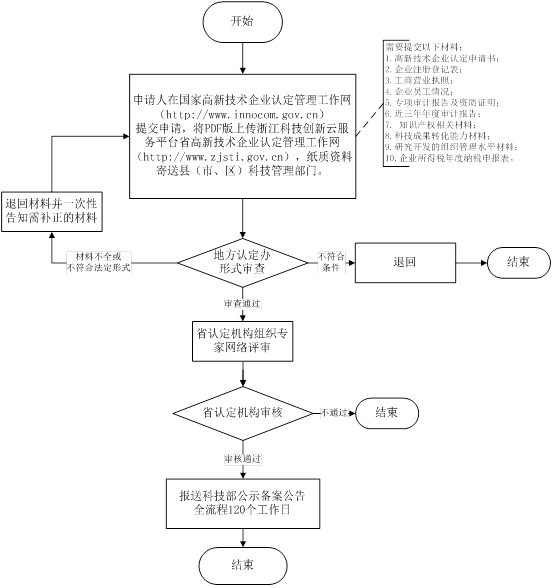 开始
需要提交以下材料：
1. 高新技术企业认定申请书；
2. 企业注册登记表；
3. 工商营业执照；
4. 企业员工情况；
5. 专项审计报告及资质证明；
6. 近三年年度审计报告；
7. 知识产权相关材料；
8. 科技成果转化能力材料；
9. 研究开发的组织管理水平材料；
10. 企业所得税年度纳税申报表。
申请人在国家高新技术企业认定管理工作网
（http://www.innocom.gov.cn）
提交申请，将PDF版上传浙江科技创新云服
务平台省高新技术企业认定管理工作网
（http://www.zjsti.gov.cn），纸质资料
寄送县（市、区）科技管理部门。
退回材料并一次性
告知需补正的材料
材料不全或
不符合法定形式
地方认定办
形式审查
不符合
条件
退回
结束
审查通过
省认定机构组织专
家网络评审
省认定机构审核
不通过
结束
审核通过
报送科技部公示备案公告
全流程120个工作日
结束